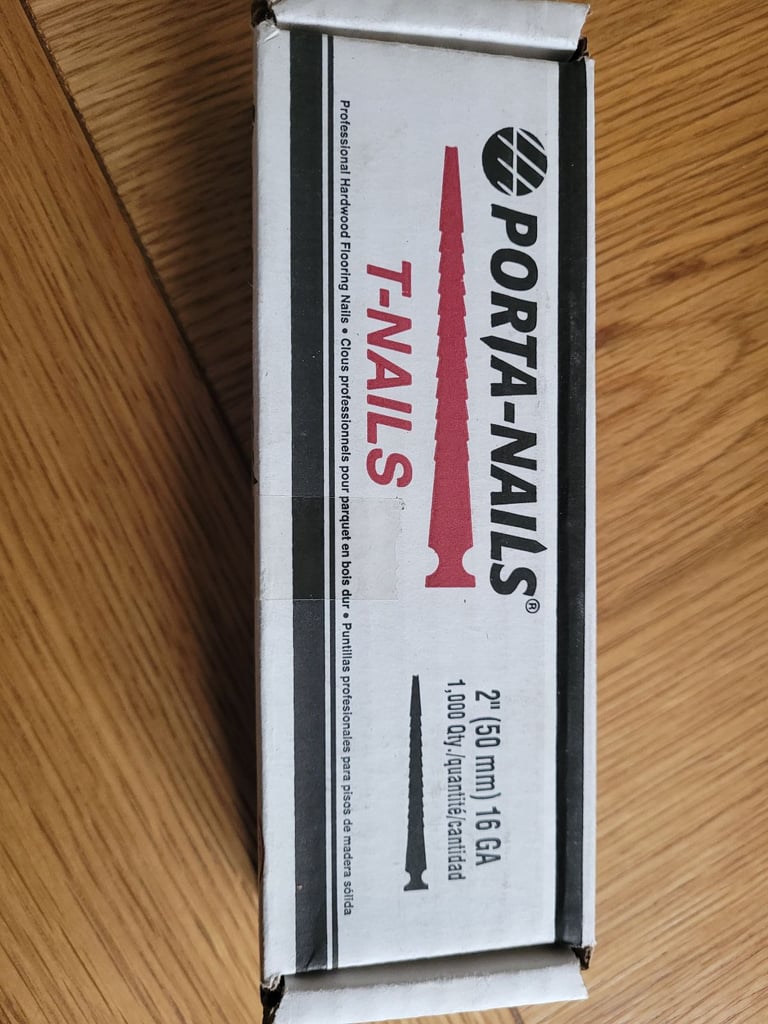 PORTA-NAILS®
T-NAILS
Professional Hardwood Flooring Nails • Clous professionnels pour parquet en bois dur • Puntillas profesionales para pisos de madera sólida
2" (50 mm) 16 GA
1,000 Qty./quantité/cantidad